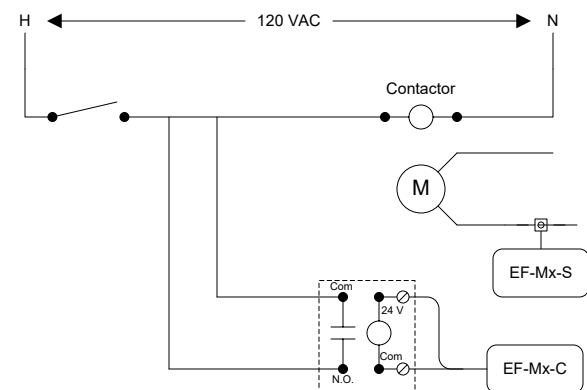 H 120 VAC N
Contactor
M
EF-Mx-S
Com
24 V
Com
N.O.
EF-Mx-C